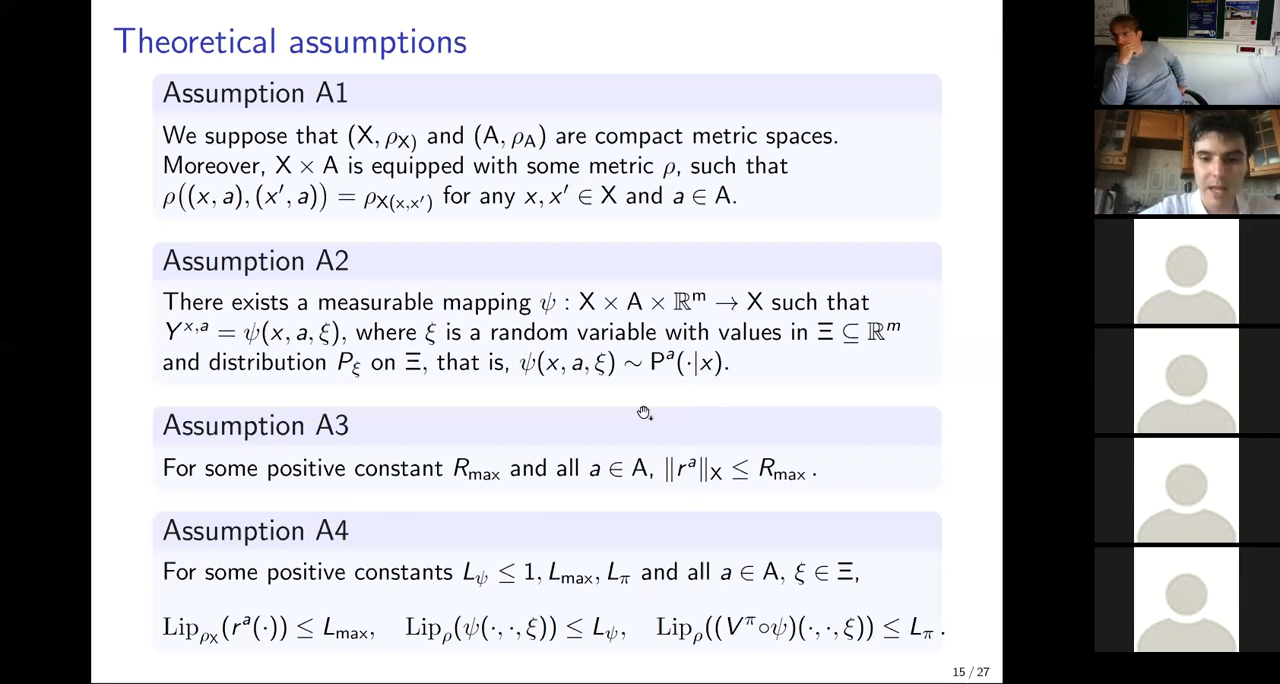 Theoretical assumptions
Assumption A1
We suppose that (X, ρ_X) and (A, ρ_A) are compact metric spaces.
Moreover, X × A is equipped with some metric ρ, such that
ρ((x, a), (x′, a)) = ρ_{X(x,x′)} for any x, x′ ∈ X and a ∈ A.
Assumption A2
There exists a measurable mapping ψ : X × A × ℝ^m → X such that
Y^{x,a} = ψ(x, a, ξ), where ξ is a random variable with values in Ξ ⊆ ℝ^m
and distribution P_ξ on Ξ, that is, ψ(x, a, ξ) ∼ P^a(·|x).
Assumption A3
For some positive constant R_max and all a ∈ A, ‖r^a‖_X ≤ R_max .
Assumption A4
For some positive constants L_ψ ≤ 1, L_max, L_π and all a ∈ A, ξ ∈ Ξ,
Lip_{ρ_X}(r^a(·)) ≤ L_max, Lip_ρ(ψ(·, ·, ξ)) ≤ L_ψ, Lip_ρ((V^π∘ψ)(·, ·, ξ)) ≤ L_π .
15 / 27